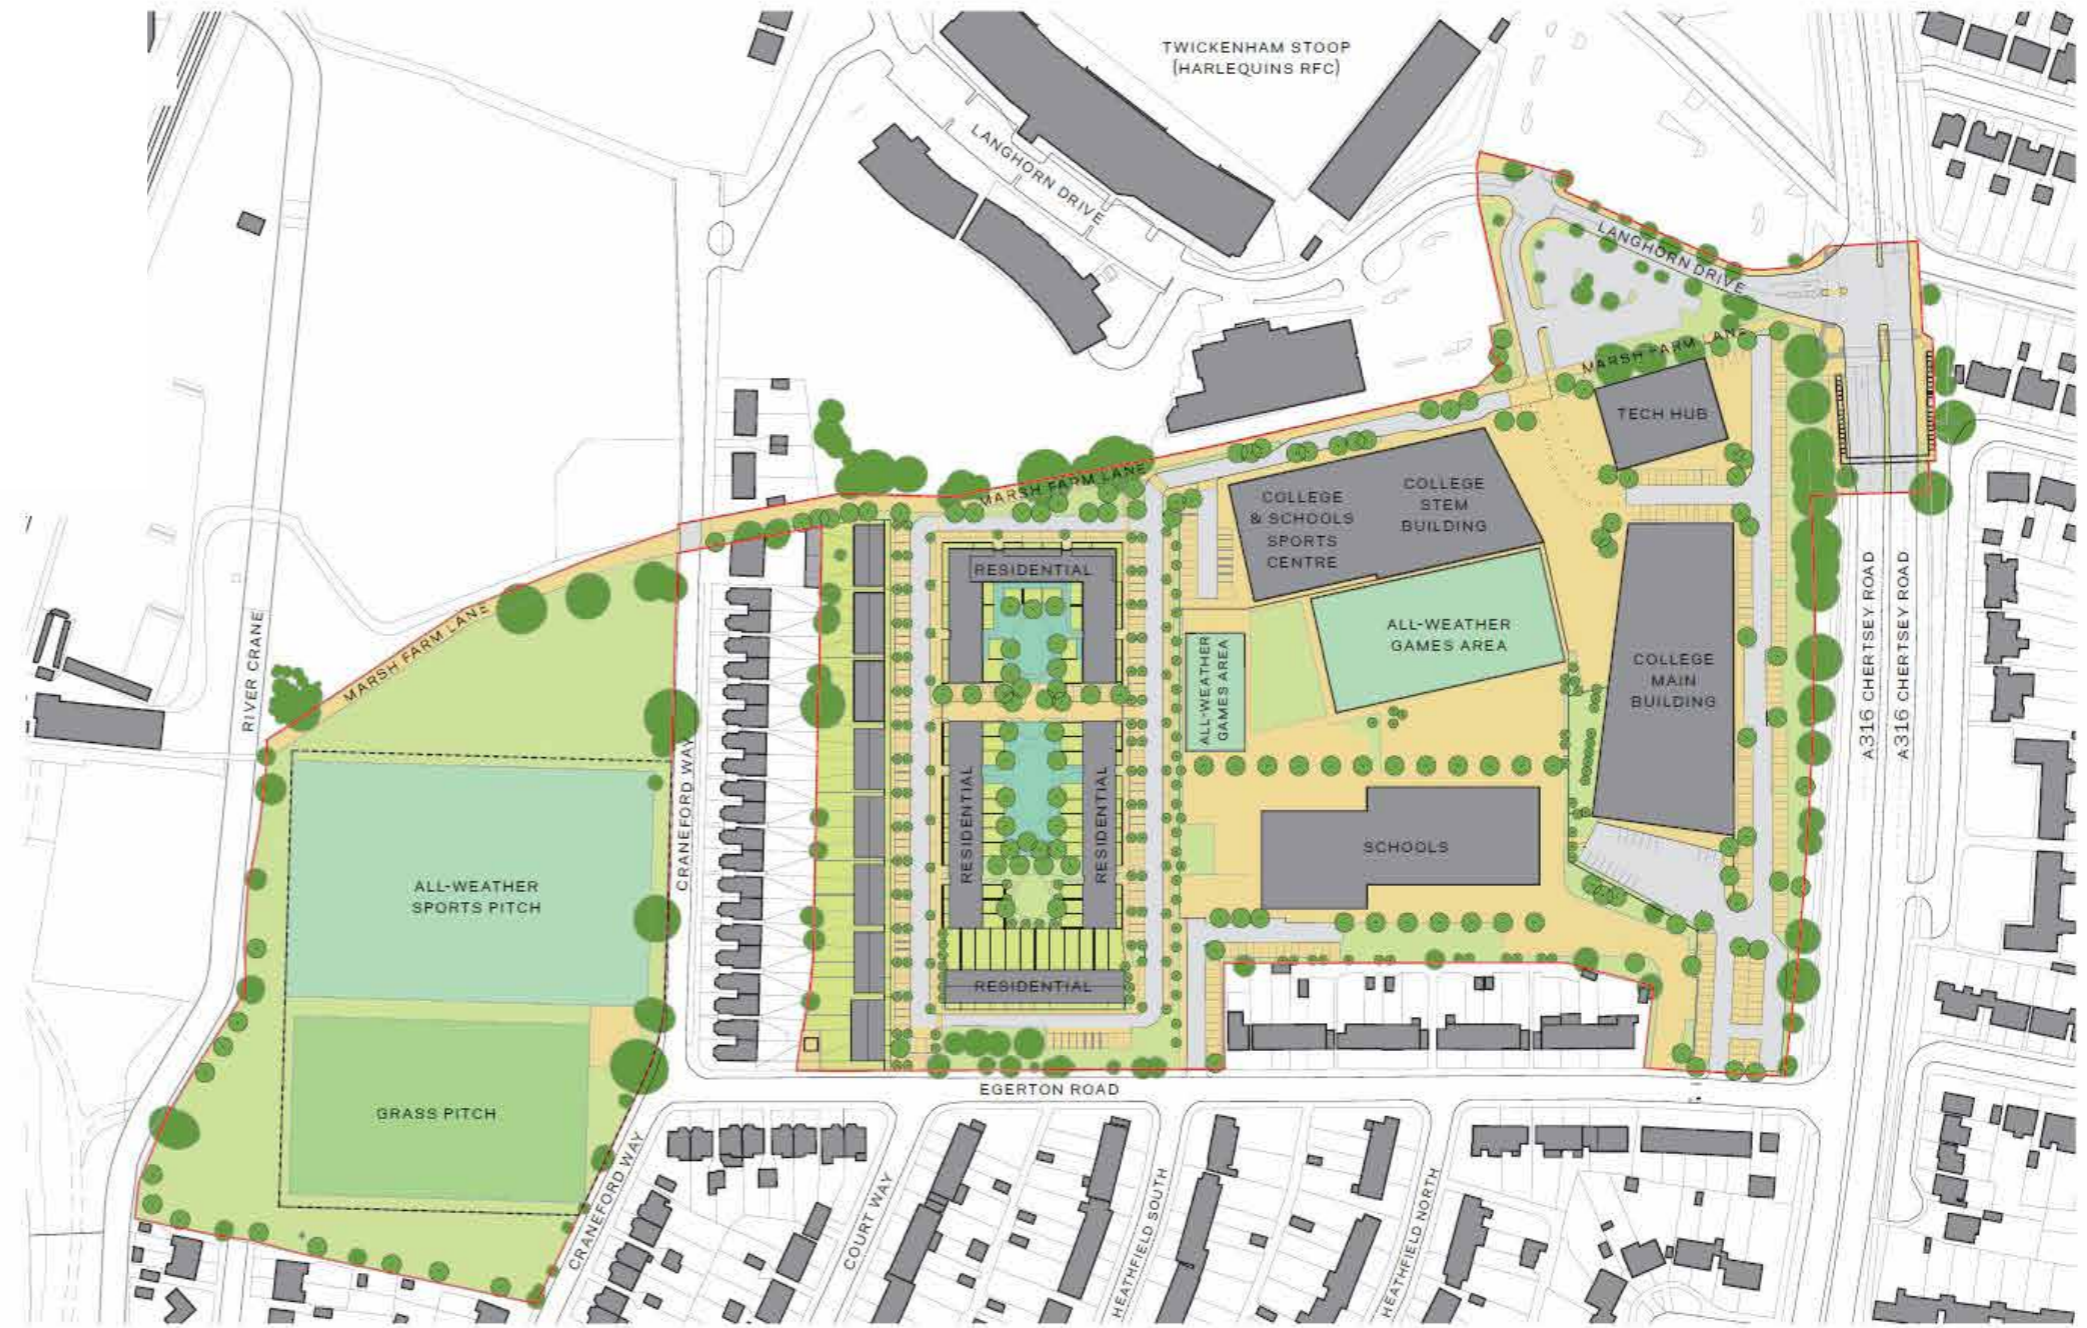 TWICKENHAM STOOP
(HARLEQUINS RFC)
LANGHORN DRIVE
LANGHORN DRIVE
MARSH FARM LANE
TECH HUB
MARSH FARM LANE
COLLEGE
& SCHOOLS
SPORTS
CENTRE
COLLEGE
STEM
BUILDING
RESIDENTIAL
ALL-WEATHER
GAMES AREA
ALL-WEATHER
GAMES AREA
COLLEGE
MAIN
BUILDING
A316 CHERTSEY ROAD
A316 CHERTSEY ROAD
RIVER CRANE
MARSH FARM LANE
CRANEFORD WAY
RESIDENTIAL
RESIDENTIAL
SCHOOLS
ALL-WEATHER
SPORTS PITCH
RESIDENTIAL
EGERTON ROAD
GRASS PITCH
CRANEFORD WAY
COURT WAY
HEATHFIELD SOUTH
HEATHFIELD NORTH